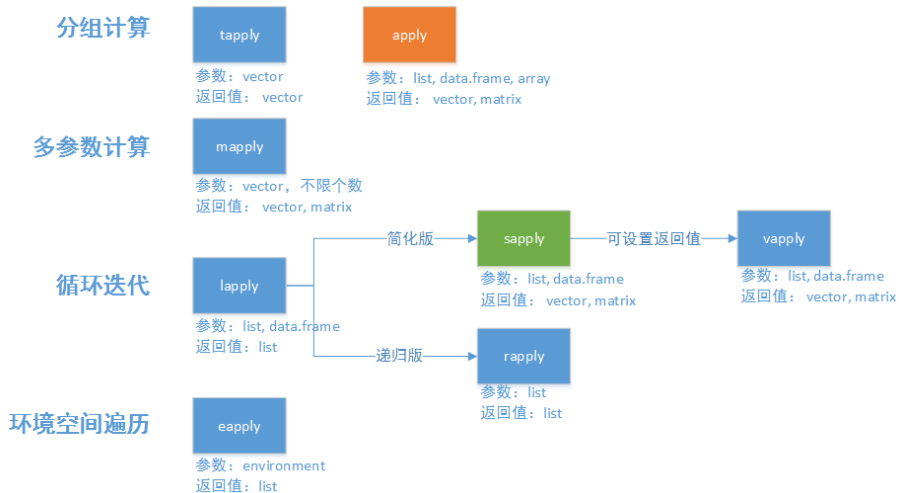 分组计算
tapply
参数：vector
返回值： vector
apply
参数：list, data.frame, array
返回值： vector, matrix
多参数计算
mapply
参数：vector，不限个数
返回值： vector, matrix
循环迭代
lapply
参数：list, data.frame
返回值：list
简化版
sapply
参数：list, data.frame
返回值： vector, matrix
可设置返回值
vapply
参数：list, data.frame
返回值： vector, matrix
递归版
rapply
参数：list
返回值：list
环境空间遍历
eapply
参数：environment
返回值：list